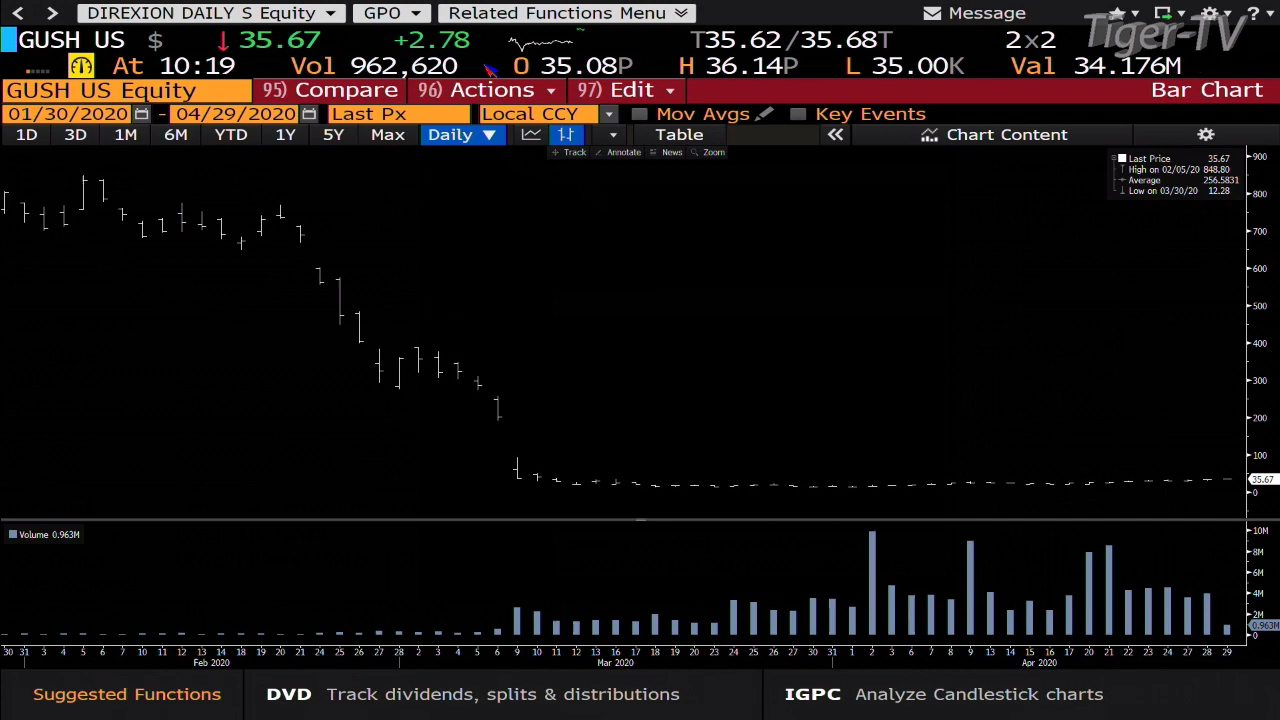 DIREXION DAILY S Equity GPO Related Functions Menu Message ?
GUSH US $ ↓ 35.67 +2.78 T35.62/35.68T 2x2 Tiger-TV
At 10:19 Vol 962,620 O 35.08P H 36.14P L 35.00K Val 34.176M
GUSH US Equity 95) Compare 96) Actions 97) Edit Bar Chart
01/30/2020 - 04/29/2020 Last Px Local CCY Mov Avgs Key Events
1D 3D 1M 6M YTD 1Y 5Y Max Daily ▼ Table « Chart Content
Track Annotate News Zoom
Last Price 35.67
High on 02/05/20 848.80
Average 256.5831
Low on 03/30/20 12.28
900
800
700
600
500
400
300
200
100
35.67
0
Volume 0.963M
10M
8M
6M
4M
2M
0.963M
0
30 31 3 4 5 6 7 10 11 12 13 14 18 19 20 21 24 25 26 27 28 2 3 4 5 6 9 10 11 12 13 16 17 18 19 20 23 24 25 26 27 30 31 1 2 3 6 7 8 9 13 14 15 16 17 20 21 22 23 24 27 28 29
Feb 2020 Mar 2020 Apr 2020
Suggested Functions DVD Track dividends, splits & distributions IGPC Analyze Candlestick charts